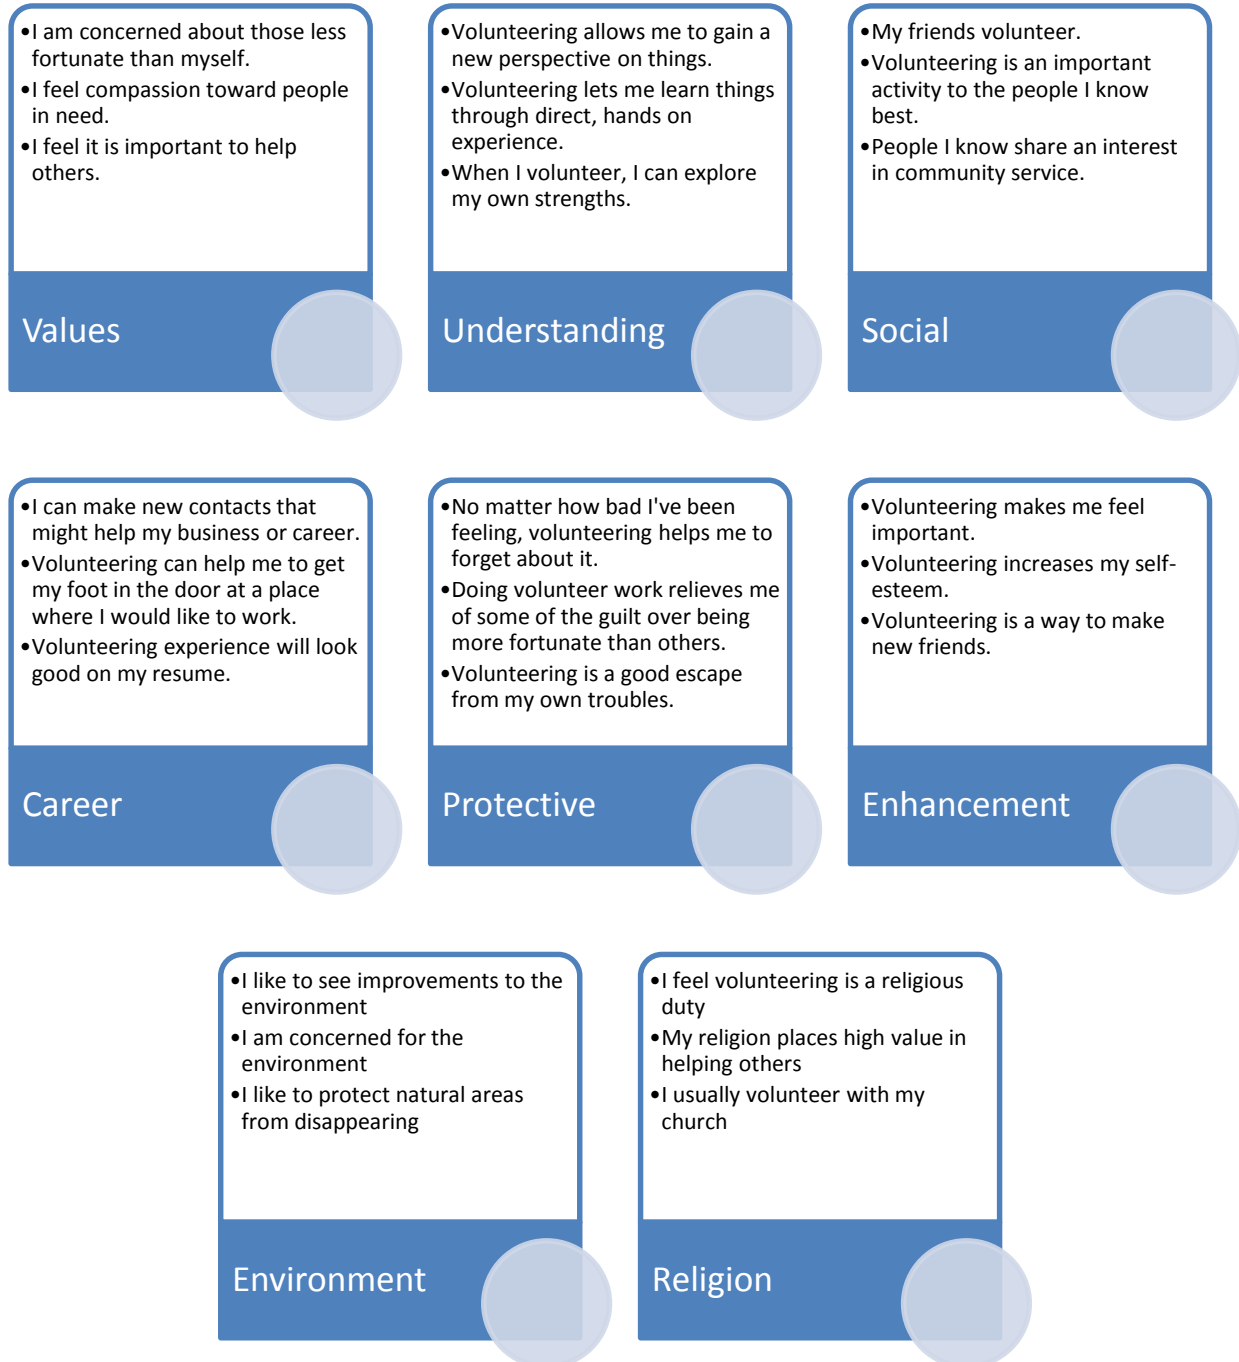 •I am concerned about those less
fortunate than myself.
•I feel compassion toward people
in need.
•I feel it is important to help
others.
Values
•Volunteering allows me to gain a
new perspective on things.
•Volunteering lets me learn things
through direct, hands on
experience.
•When I volunteer, I can explore
my own strengths.
Understanding
•My friends volunteer.
•Volunteering is an important
activity to the people I know
best.
•People I know share an interest
in community service.
Social
•I can make new contacts that
might help my business or career.
•Volunteering can help me to get
my foot in the door at a place
where I would like to work.
•Volunteering experience will look
good on my resume.
Career
•No matter how bad I've been
feeling, volunteering helps me to
forget about it.
•Doing volunteer work relieves me
of some of the guilt over being
more fortunate than others.
•Volunteering is a good escape
from my own troubles.
Protective
•Volunteering makes me feel
important.
•Volunteering increases my self-
esteem.
•Volunteering is a way to make
new friends.
Enhancement
•I like to see improvements to the
environment
•I am concerned for the
environment
•I like to protect natural areas
from disappearing
Environment
•I feel volunteering is a religious
duty
•My religion places high value in
helping others
•I usually volunteer with my
church
Religion